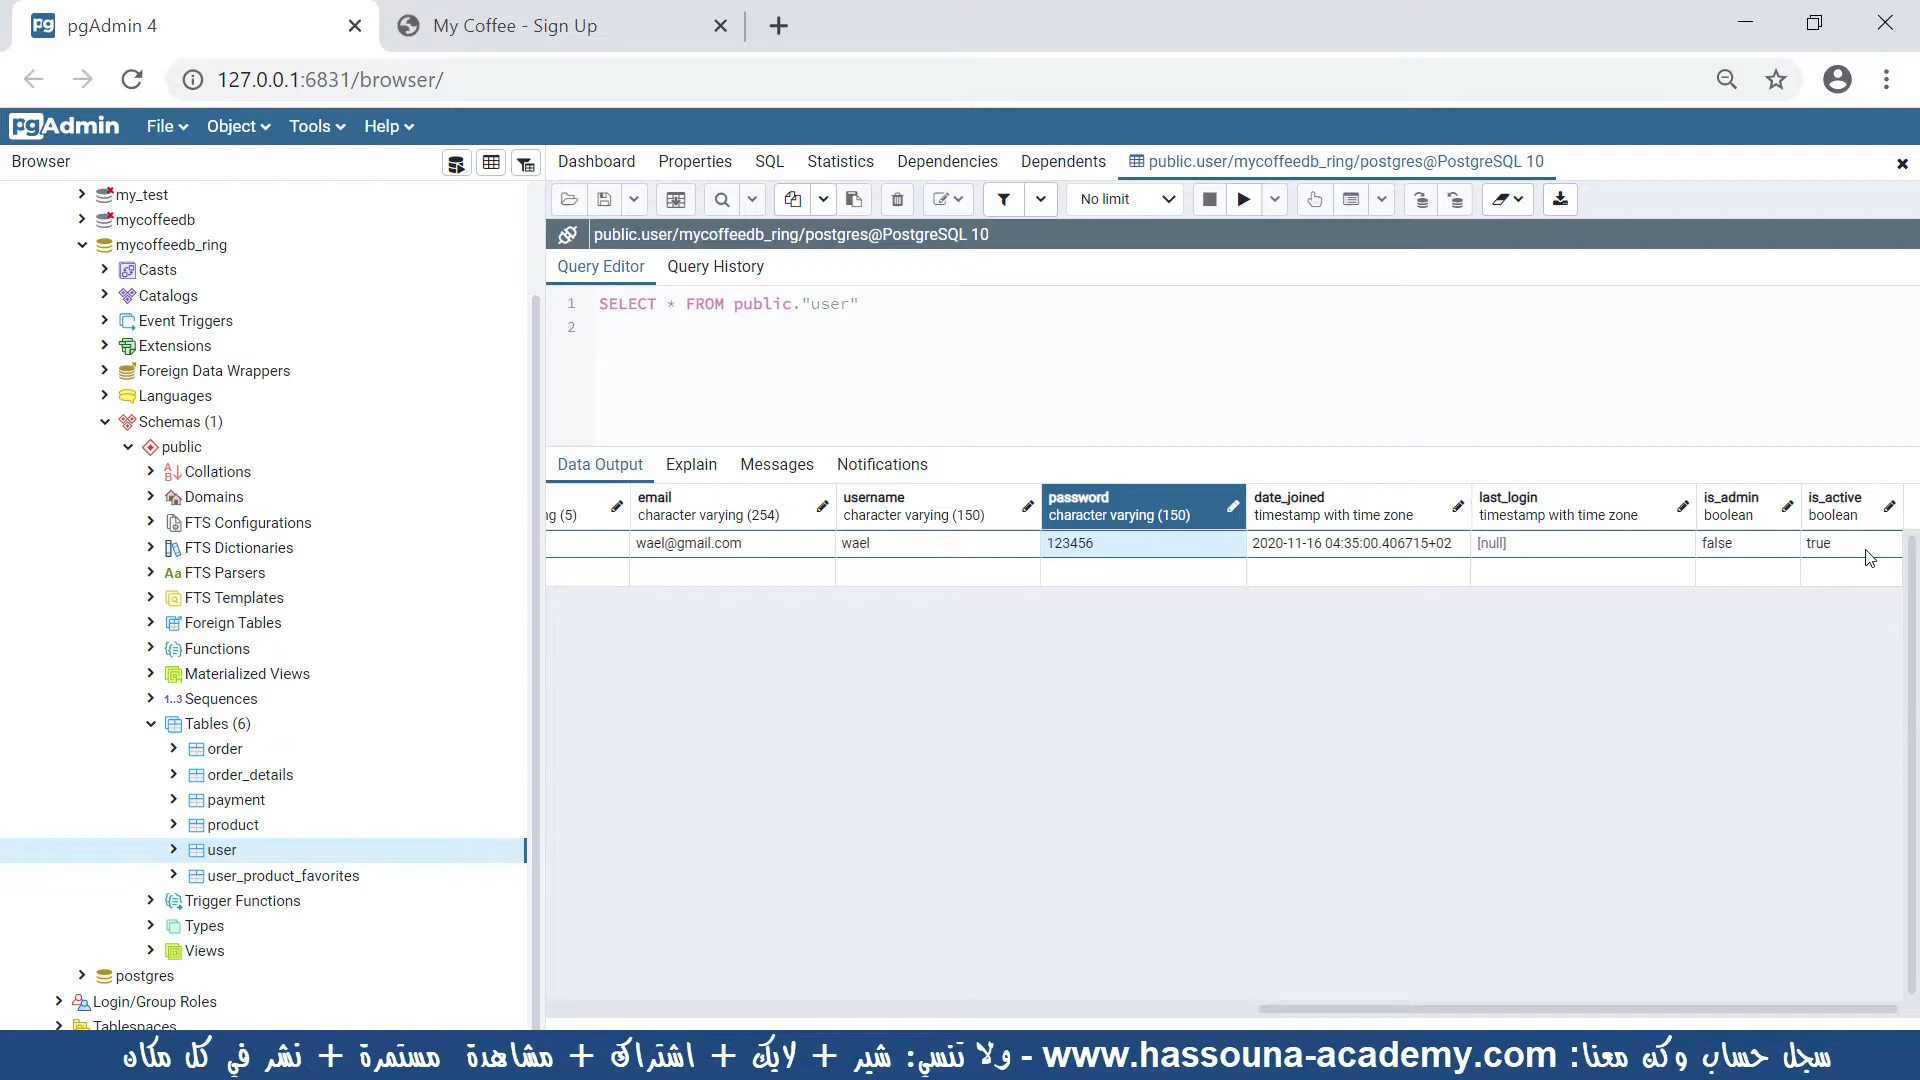 pgAdmin 4
My Coffee - Sign Up
127.0.0.1:6831/browser/
pgAdmin
File Object Tools Help
Browser
Dashboard Properties SQL Statistics Dependencies Dependents public.user/mycoffeedb_ring/postgres@PostgreSQL 10
No limit
my_test
mycoffeedb
mycoffeedb_ring
Casts
Catalogs
Event Triggers
Extensions
Foreign Data Wrappers
Languages
Schemas (1)
public
Collations
Domains
FTS Configurations
FTS Dictionaries
FTS Parsers
FTS Templates
Foreign Tables
Functions
Materialized Views
Sequences
Tables (6)
order
order_details
payment
product
user
user_product_favorites
Trigger Functions
Types
Views
postgres
Login/Group Roles
Tablespaces
public.user/mycoffeedb_ring/postgres@PostgreSQL 10
Query Editor Query History
1 SELECT * FROM public."user"
2
Data Output Explain Messages Notifications
email username password date_joined last_login is_admin is_active
g (5) character varying (254) character varying (150) character varying (150) timestamp with time zone timestamp with time zone boolean boolean
wael@gmail.com wael 123456 2020-11-16 04:35:00.406715+02 [null] false true
سجل حساب وكن معنا: www.hassouna-academy.com - ولا تنسى: شير + لايك + اشتراك + مشاهدة مستمرة + نشر في كل مكان